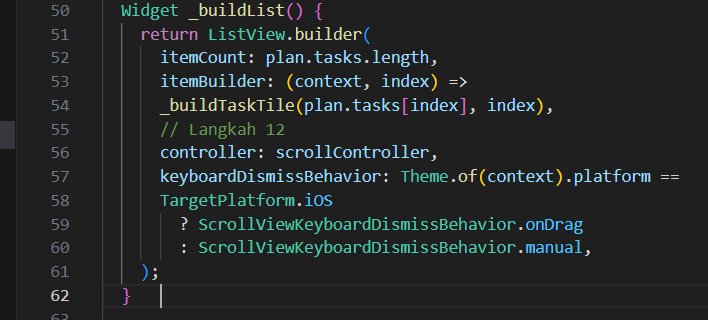 50 Widget _buildList() {
51 return ListView.builder(
52 itemCount: plan.tasks.length,
53 itemBuilder: (context, index) =>
54 _buildTaskTile(plan.tasks[index], index),
55 // Langkah 12
56 controller: scrollController,
57 keyboardDismissBehavior: Theme.of(context).platform ==
58 TargetPlatform.iOS
59 ? ScrollViewKeyboardDismissBehavior.onDrag
60 : ScrollViewKeyboardDismissBehavior.manual,
61 );
62 }
63